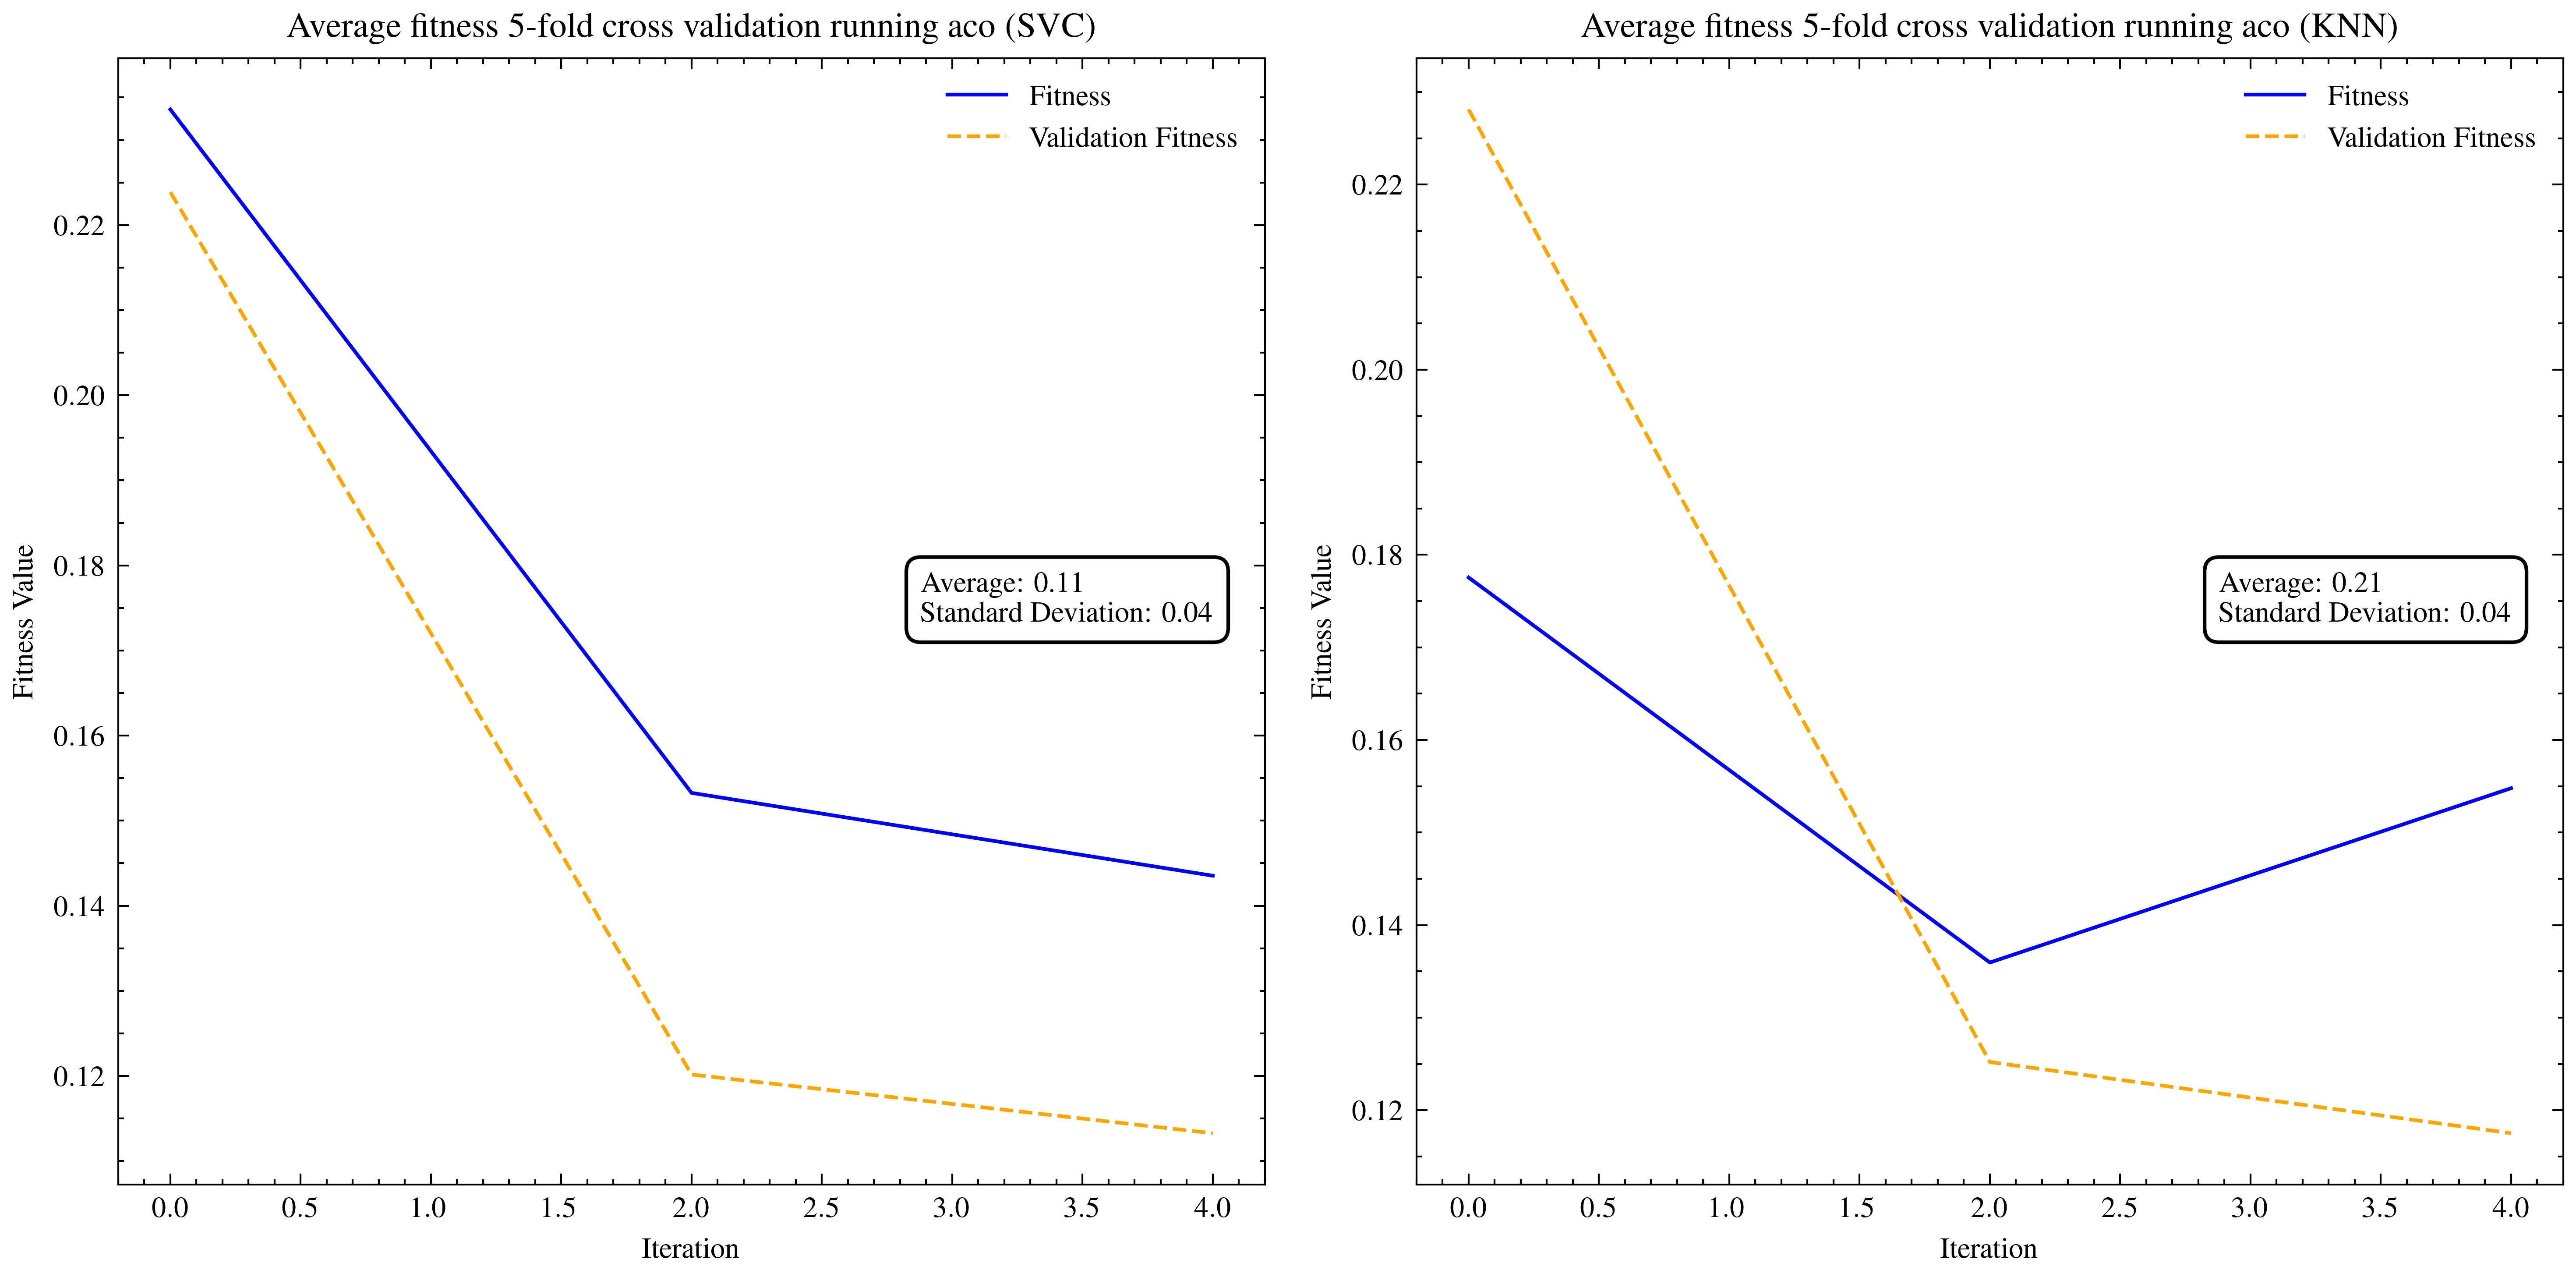 Average fitness 5-fold cross validation running aco (SVC)
Fitness
Validation Fitness
0.22
0.20
0.18
0.16
0.14
0.12
Fitness Value
Average: 0.11
Standard Deviation: 0.04
0.0 0.5 1.0 1.5 2.0 2.5 3.0 3.5 4.0
Iteration
Average fitness 5-fold cross validation running aco (KNN)
Fitness
Validation Fitness
0.22
0.20
0.18
0.16
0.14
0.12
Fitness Value
Average: 0.21
Standard Deviation: 0.04
0.0 0.5 1.0 1.5 2.0 2.5 3.0 3.5 4.0
Iteration